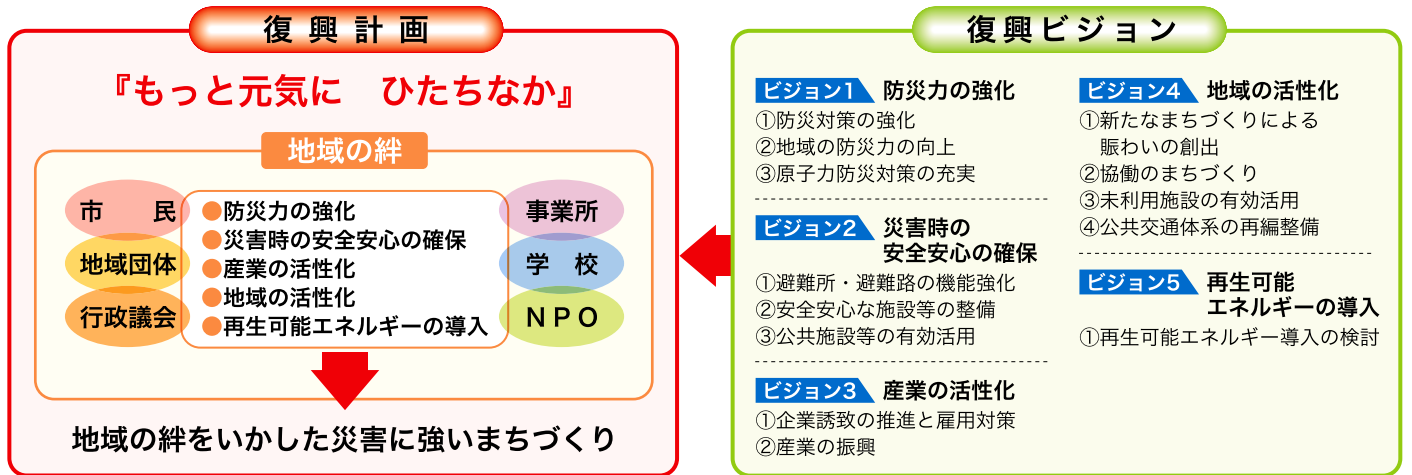 復興計画
『もっと元気に　ひたちなか』
地域の絆
市　民
地域団体
行政議会
●防災力の強化
●災害時の安全安心の確保
●産業の活性化
●地域の活性化
●再生可能エネルギーの導入
事業所
学　校
ＮＰＯ
地域の絆をいかした災害に強いまちづくり
復興ビジョン
ビジョン1　防災力の強化
①防災対策の強化
②地域の防災力の向上
③原子力防災対策の充実
ビジョン2　災害時の
安全安心の確保
①避難所・避難路の機能強化
②安全安心な施設等の整備
③公共施設等の有効活用
ビジョン3　産業の活性化
①企業誘致の推進と雇用対策
②産業の振興
ビジョン4　地域の活性化
①新たなまちづくりによる
賑わいの創出
②協働のまちづくり
③未利用施設の有効活用
④公共交通体系の再編整備
ビジョン5　再生可能
エネルギーの導入
①再生可能エネルギー導入の検討